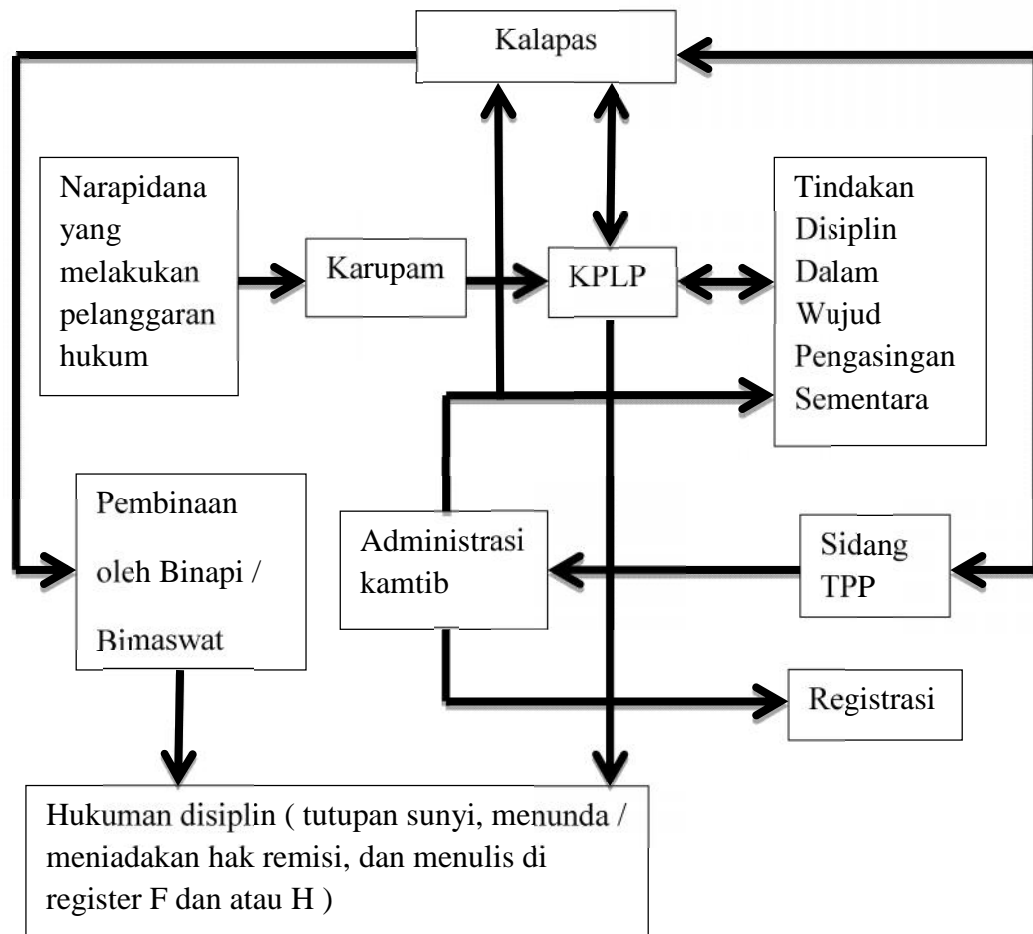 Kalapas
Narapidana
yang
melakukan
pelanggaran
hukum
Karupam
KPLP
Tindakan
Disiplin
Dalam
Wujud
Pengasingan
Sementara
Pembinaan
oleh Binapi /
Bimaswat
Administrasi
kamtib
Sidang
TPP
Registrasi
Hukuman disiplin ( tutupan sunyi, menunda /
meniadakan hak remisi, dan menulis di
register F dan atau H )